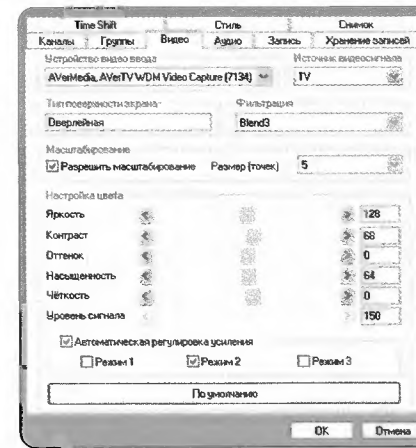 Time Shift Стиль Снимок
Каналы Группы Видео Аудио Запись Хранение записей
Устройство видео ввода Источник видеосигнала
AVerMedia, AVerTV WDM Video Capture (7134) TV
Тип поверхности экрана Фильтрация
Оверлейная Blend3
Масштабирование
Разрешить масштабирование Размер (точек) 5
Настройка цвета
Яркость 128
Контраст 66
Оттенок 0
Насыщенность 64
Чёткость 0
Уровень сигнала 150
Автоматическая регулировка усиления
Режим 1 Режим 2 Режим 3
По умолчанию
OK Отмена